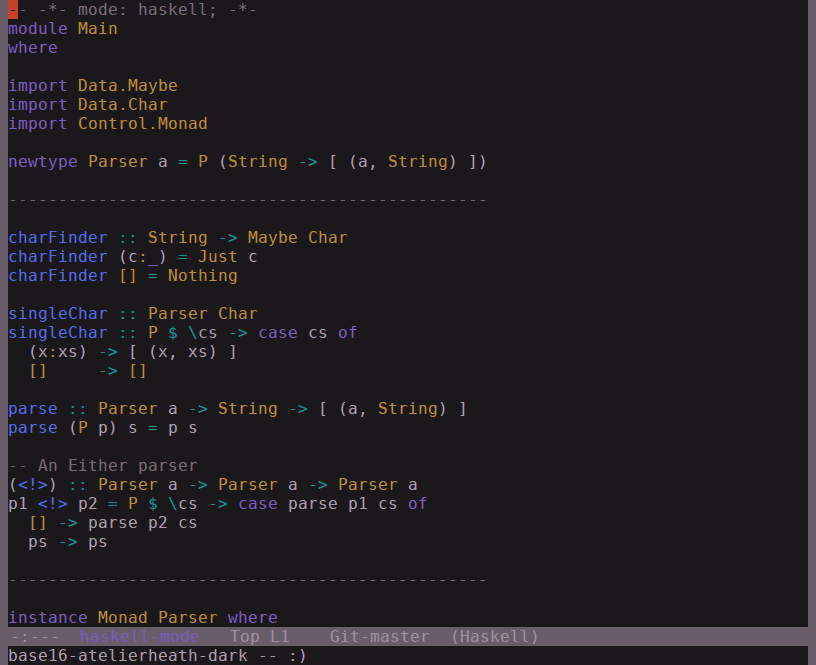 -- -*- mode: haskell; -*-
module Main
where

import Data.Maybe
import Data.Char
import Control.Monad

newtype Parser a = P (String -> [ (a, String) ])

------------------------------------------------

charFinder :: String -> Maybe Char
charFinder (c:_) = Just c
charFinder [] = Nothing

singleChar :: Parser Char
singleChar :: P $ \cs -> case cs of
  (x:xs) -> [ (x, xs) ]
  []     -> []

parse :: Parser a -> String -> [ (a, String) ]
parse (P p) s = p s

-- An Either parser
(<!>) :: Parser a -> Parser a -> Parser a
p1 <!> p2 = P $ \cs -> case parse p1 cs of
  [] -> parse p2 cs
  ps -> ps

------------------------------------------------

instance Monad Parser where
-:---  haskell-mode   Top L1    Git-master  (Haskell)
base16-atelierheath-dark -- :)